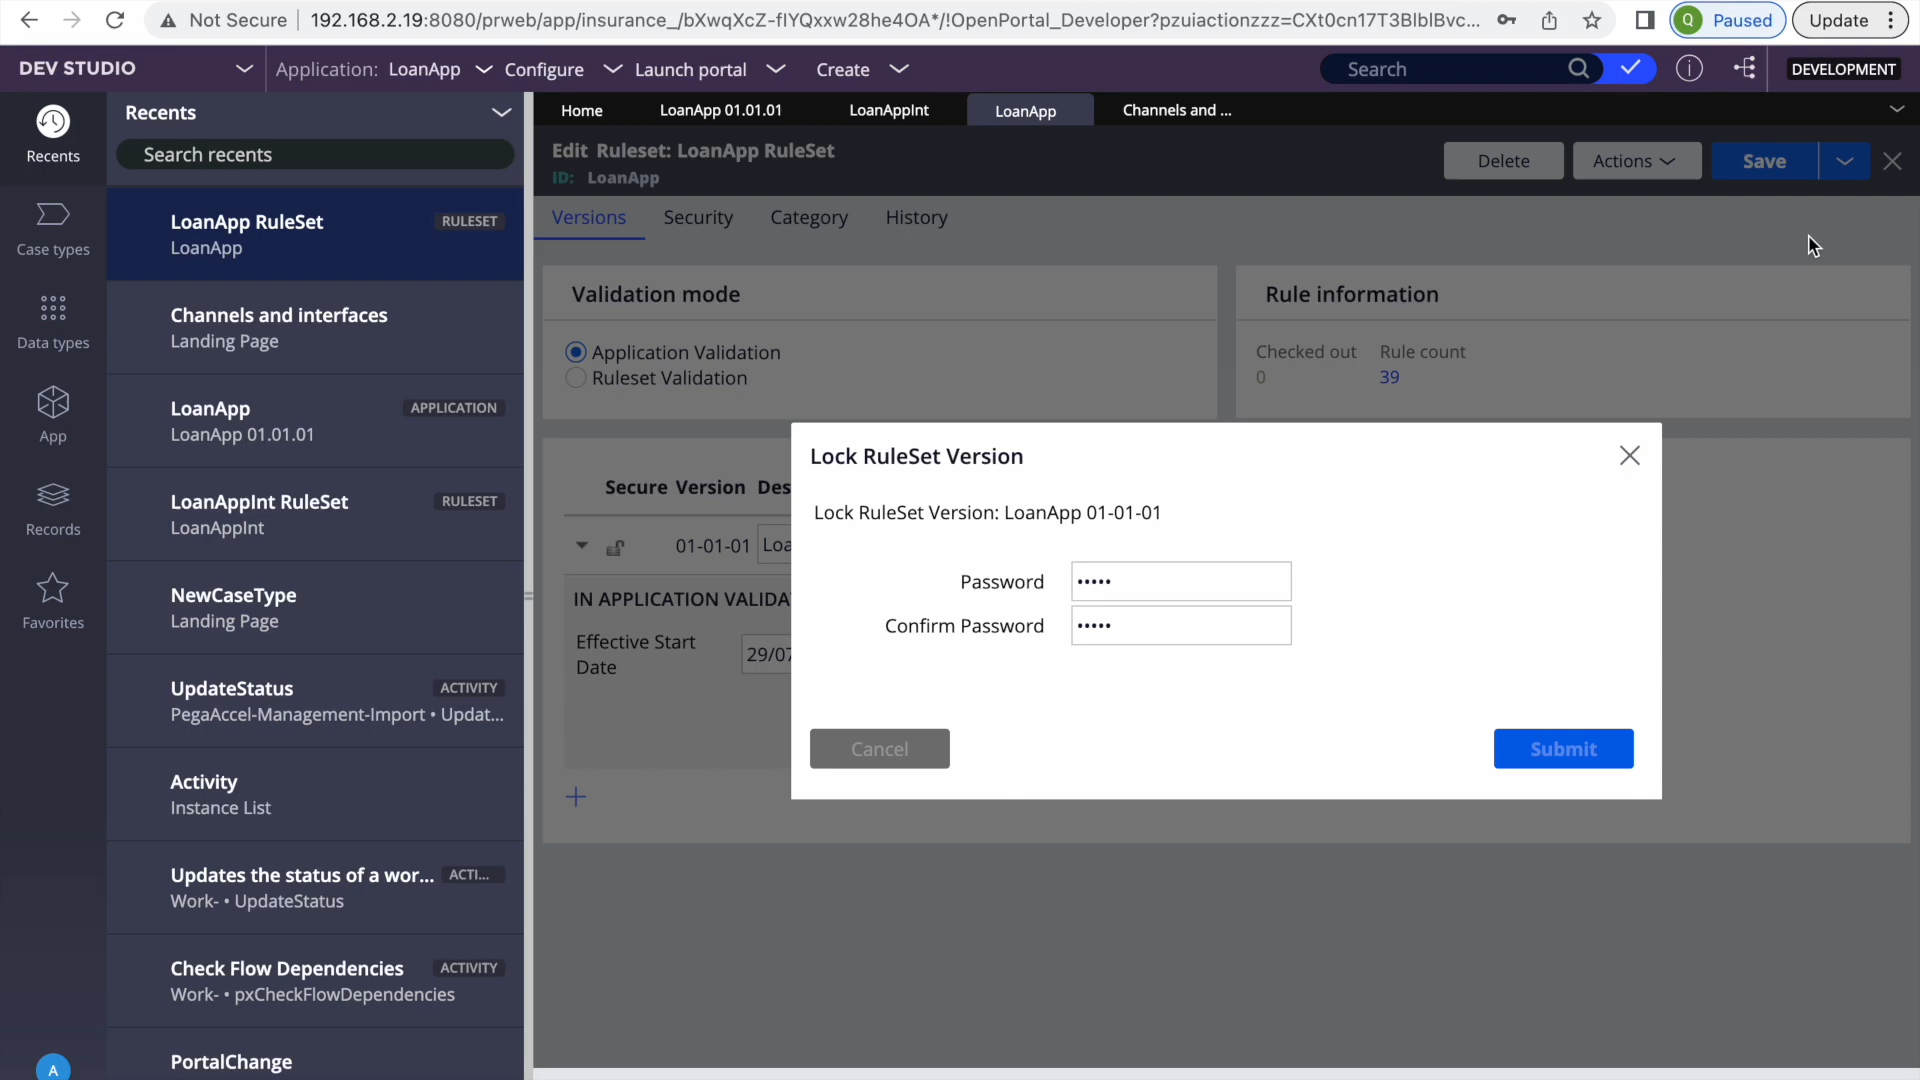 Not Secure
192.168.2.19:8080/prweb/app/insurance_/bXwqXcZ-fIYQxxw28he4OA*/!OpenPortal_Developer?pzuiactionzzz=CXt0cn17T3BlblBvc...
Q Paused
Update
DEV STUDIO
Application: LoanApp
Configure
Launch portal
Create
Search
DEVELOPMENT
Recents
Case types
Data types
App
Records
Favorites
A
Recents
Search recents
LoanApp RuleSet RULESET
LoanApp
Channels and interfaces
Landing Page
LoanApp APPLICATION
LoanApp 01.01.01
LoanAppInt RuleSet RULESET
LoanAppInt
NewCaseType
Landing Page
UpdateStatus ACTIVITY
PegaAccel-Management-Import • Updat...
Activity
Instance List
Updates the status of a wor... ACTI...
Work- • UpdateStatus
Check Flow Dependencies ACTIVITY
Work- • pxCheckFlowDependencies
PortalChange
Home LoanApp 01.01.01 LoanAppInt LoanApp Channels and ...
Edit Ruleset: LoanApp RuleSet
ID: LoanApp
Delete Actions Save
Versions Security Category History
Validation mode
Application Validation
Ruleset Validation
Rule information
Checked out Rule count
0 39
Secure Version Des
01-01-01 Loa
IN APPLICATION VALIDA
Effective Start
Date
29/07
Lock RuleSet Version
Lock RuleSet Version: LoanApp 01-01-01
Password •••••
Confirm Password •••••
Cancel Submit